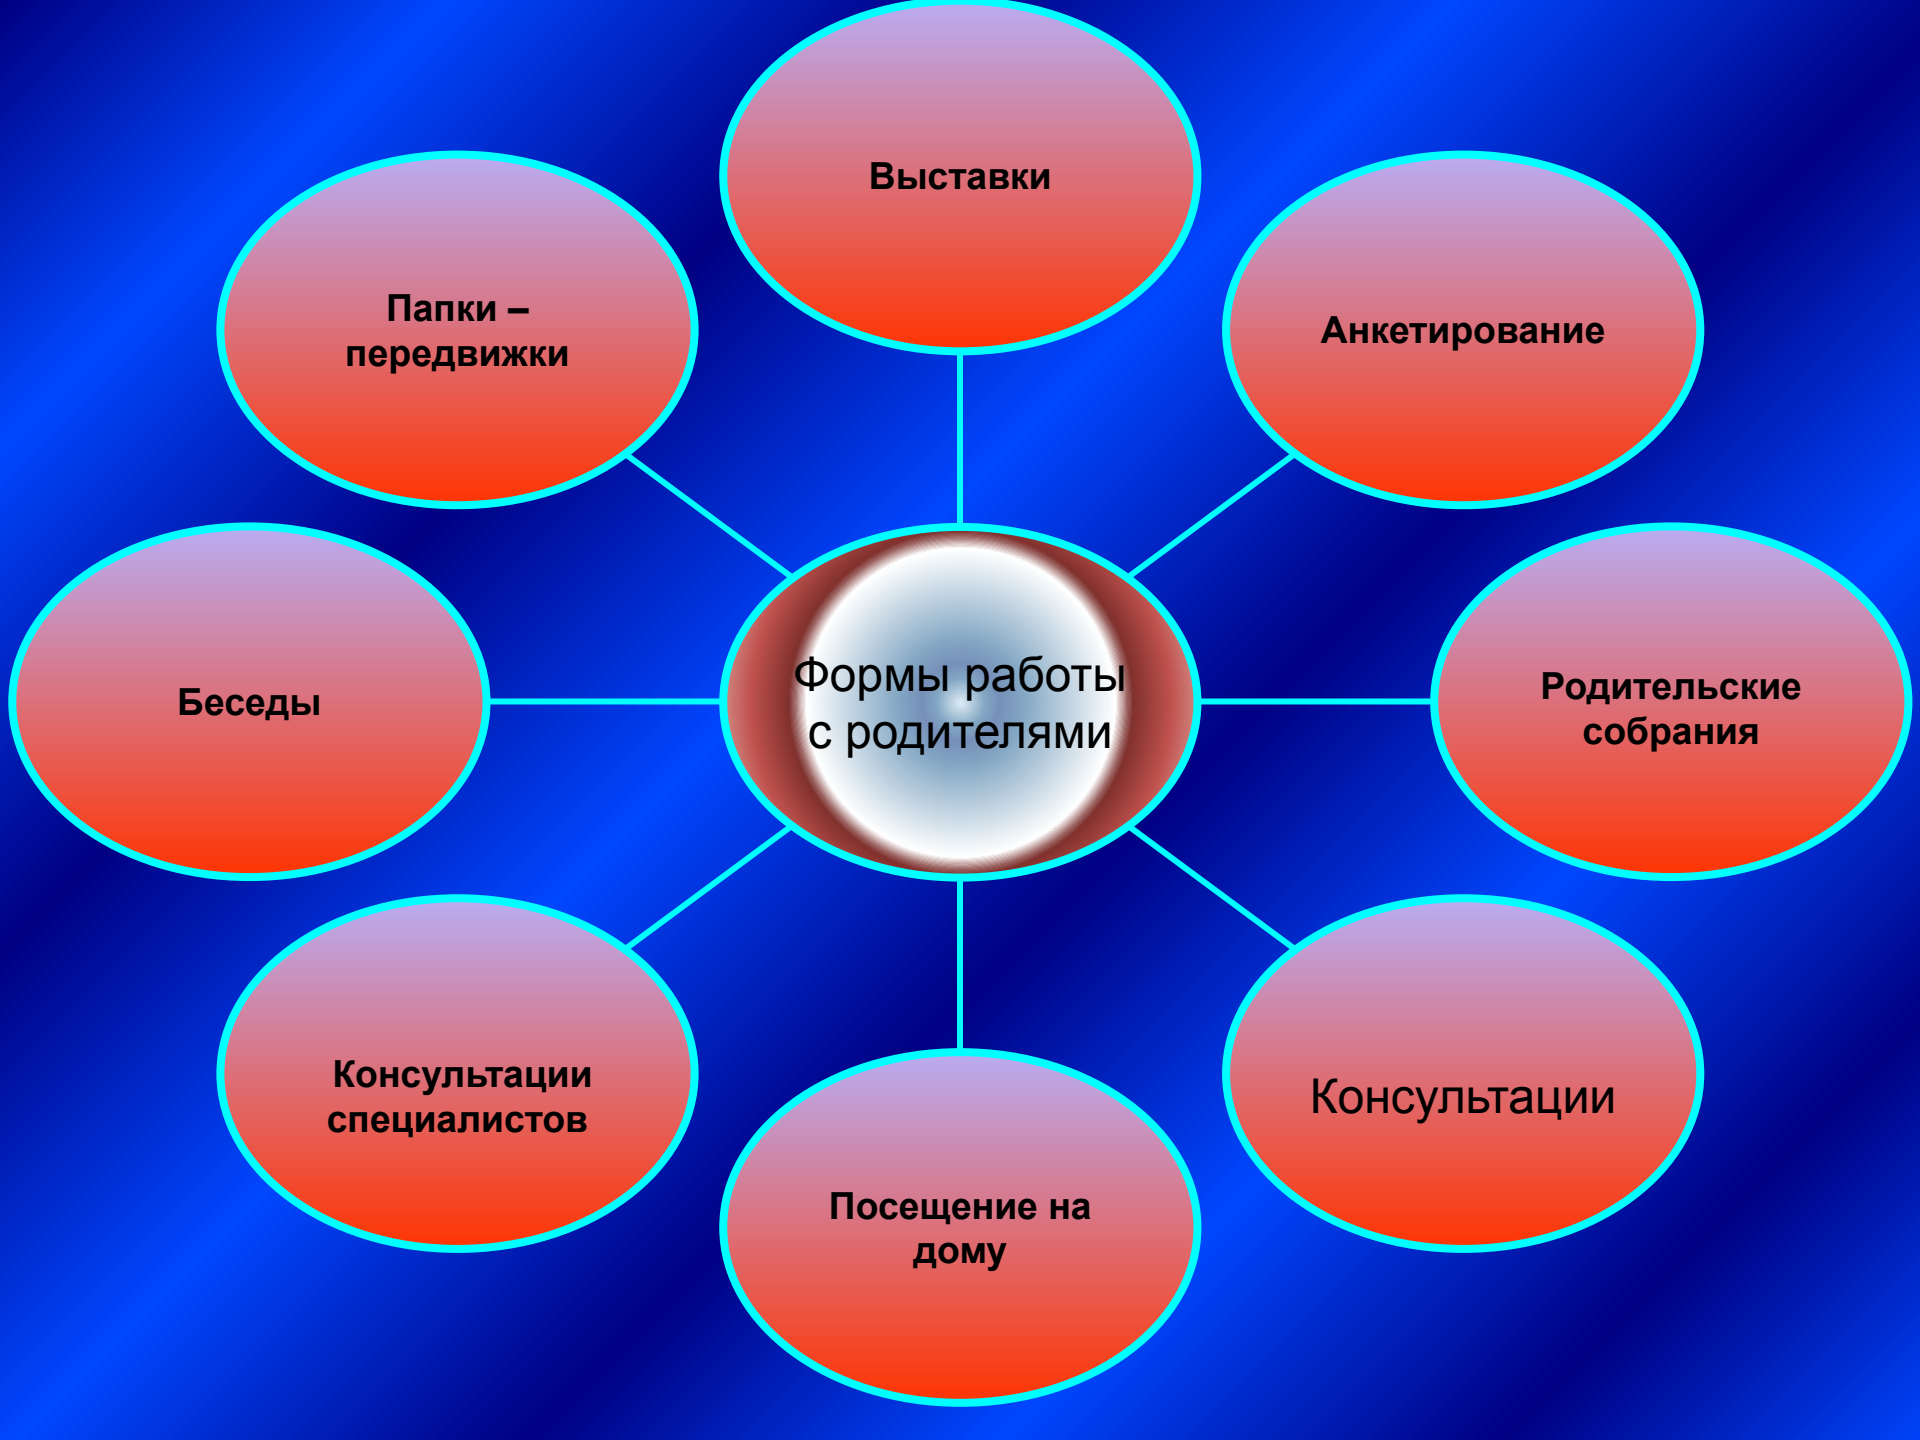 Выставки
Папки –
передвижки
Анкетирование
Беседы
Формы работы
с родителями
Родительские
собрания
Консультации
специалистов
Консультации
Посещение на
дому